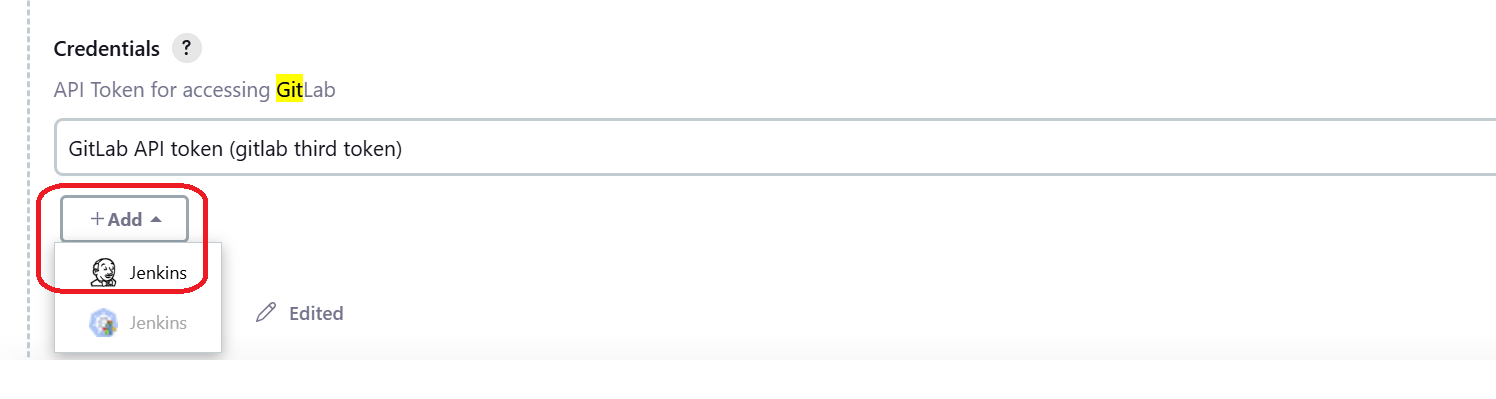 Credentials ?
API Token for accessing GitLab
GitLab API token (gitlab third token)
+Add
Jenkins
Edited
Jenkins